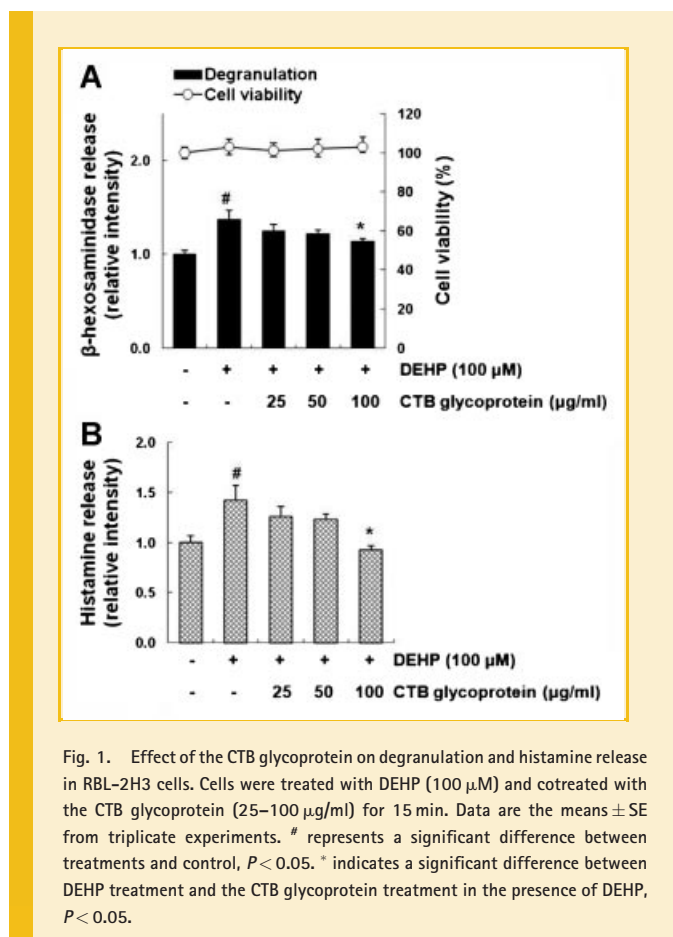 A
Degranulation
Cell viability
β-hexosaminidase release
(relative intensity)
2.0
1.0
0.0
120
100
80
60
40
20
0
Cell viability (%)
# *
- + + + + DEHP (100 μM)
- - 25 50 100 CTB glycoprotein (μg/ml)
B
Histamine release
(relative intensity)
2.0
1.5
1.0
0.5
0.0
# *
- + + + + DEHP (100 μM)
- - 25 50 100 CTB glycoprotein (μg/ml)
Fig. 1. Effect of the CTB glycoprotein on degranulation and histamine release
in RBL-2H3 cells. Cells were treated with DEHP (100 μM) and cotreated with
the CTB glycoprotein (25–100 μg/ml) for 15 min. Data are the means ± SE
from triplicate experiments. # represents a significant difference between
treatments and control, P < 0.05. * indicates a significant difference between
DEHP treatment and the CTB glycoprotein treatment in the presence of DEHP,
P < 0.05.